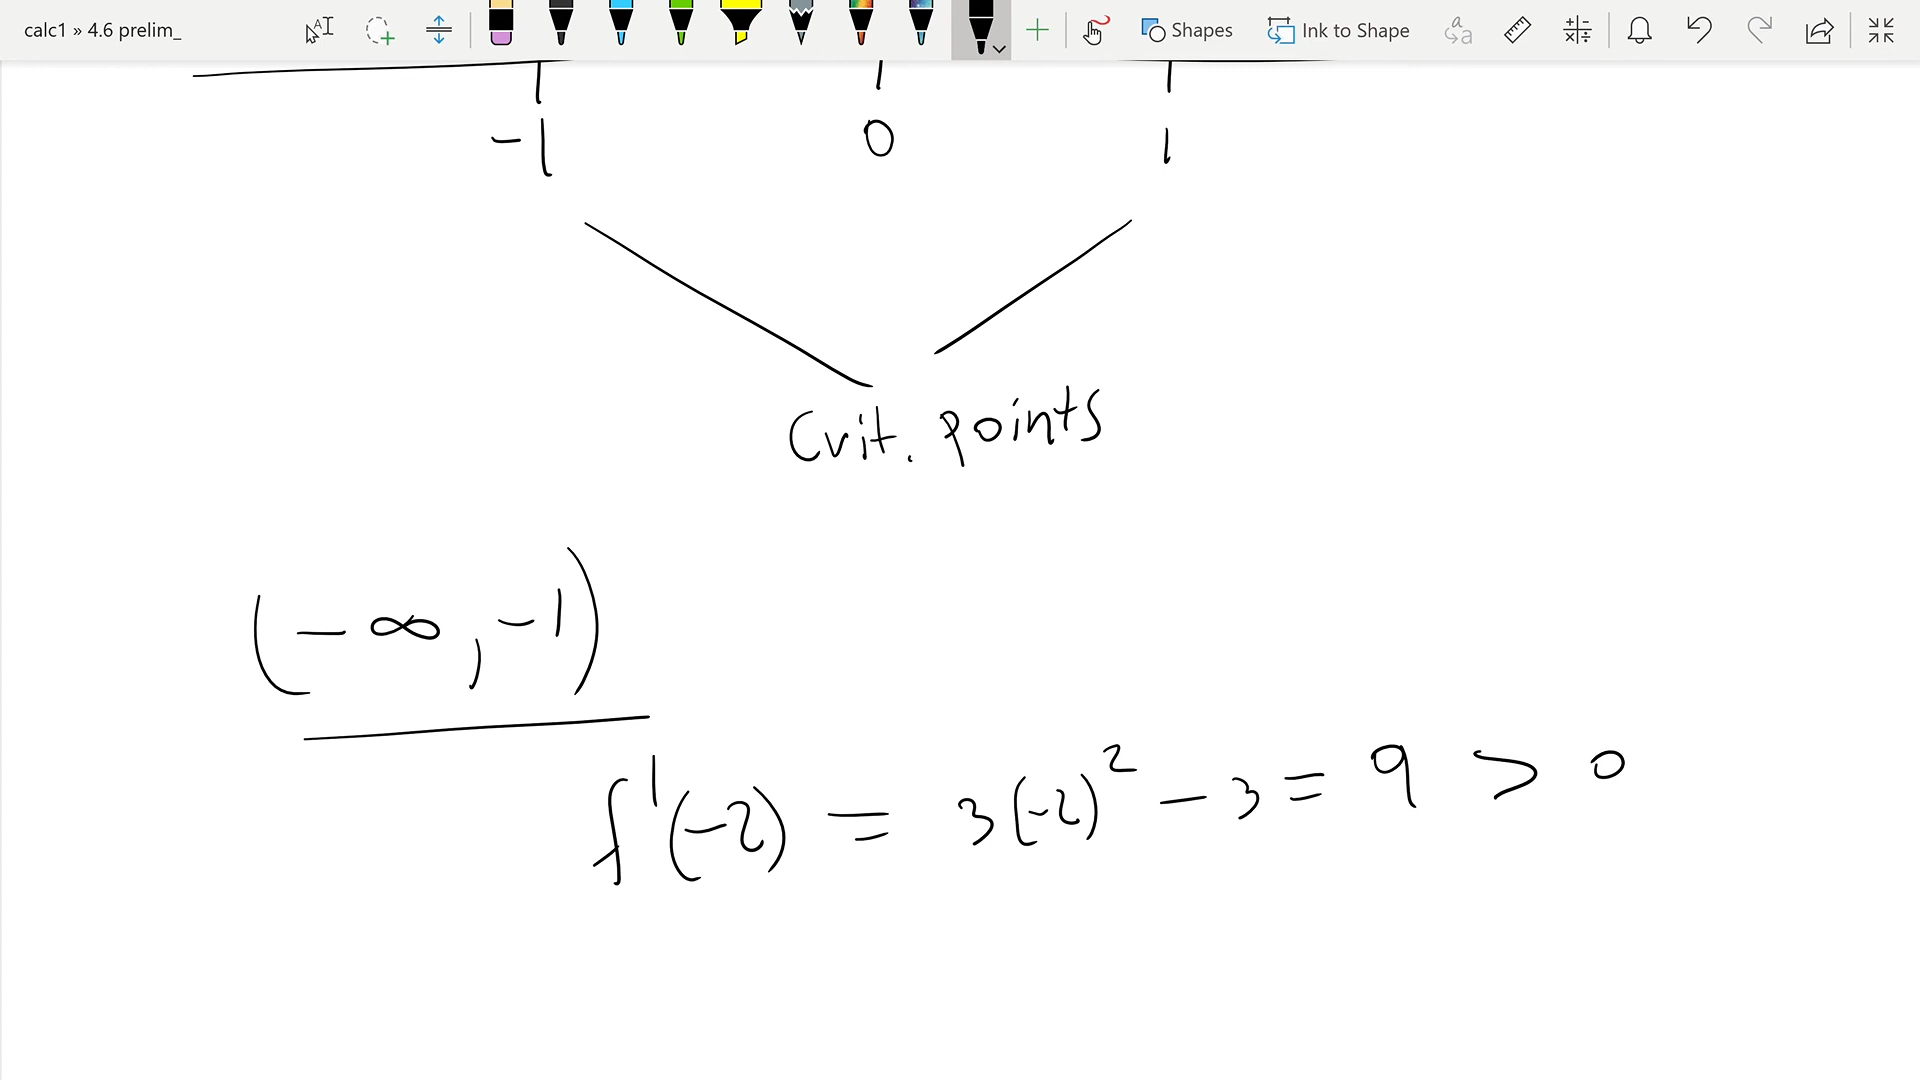 calc1 » 4.6 prelim_
Shapes
Ink to Shape
-1 0 1
Crit. points
(-∞, -1)
f'(-2) = 3(-2)² - 3 = 9 > 0